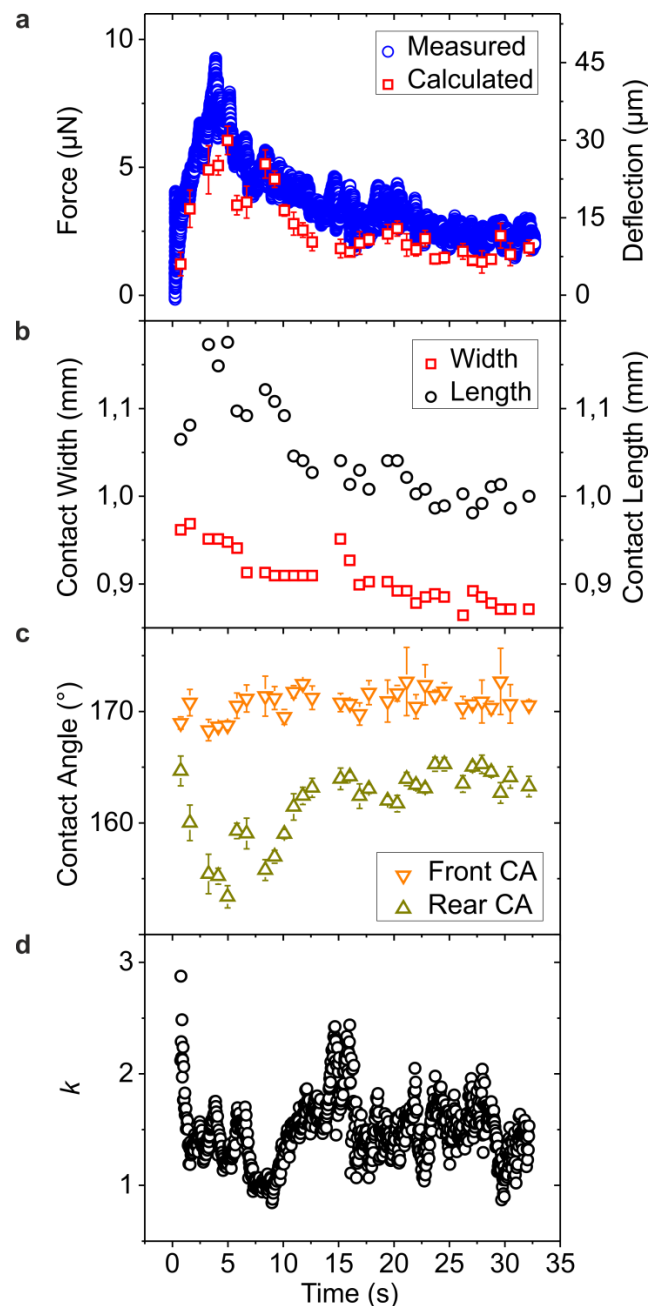 a
10
5
0
Force (µN)
Measured
Calculated
45
30
15
0
Deflection (µm)
b
1,1
1,0
0,9
Contact Width (mm)
Width
Length
1,1
1,0
0,9
Contact Length (mm)
c
170
160
Contact Angle (°)
Front CA
Rear CA
d
3
2
1
k
0 5 10 15 20 25 30 35
Time (s)